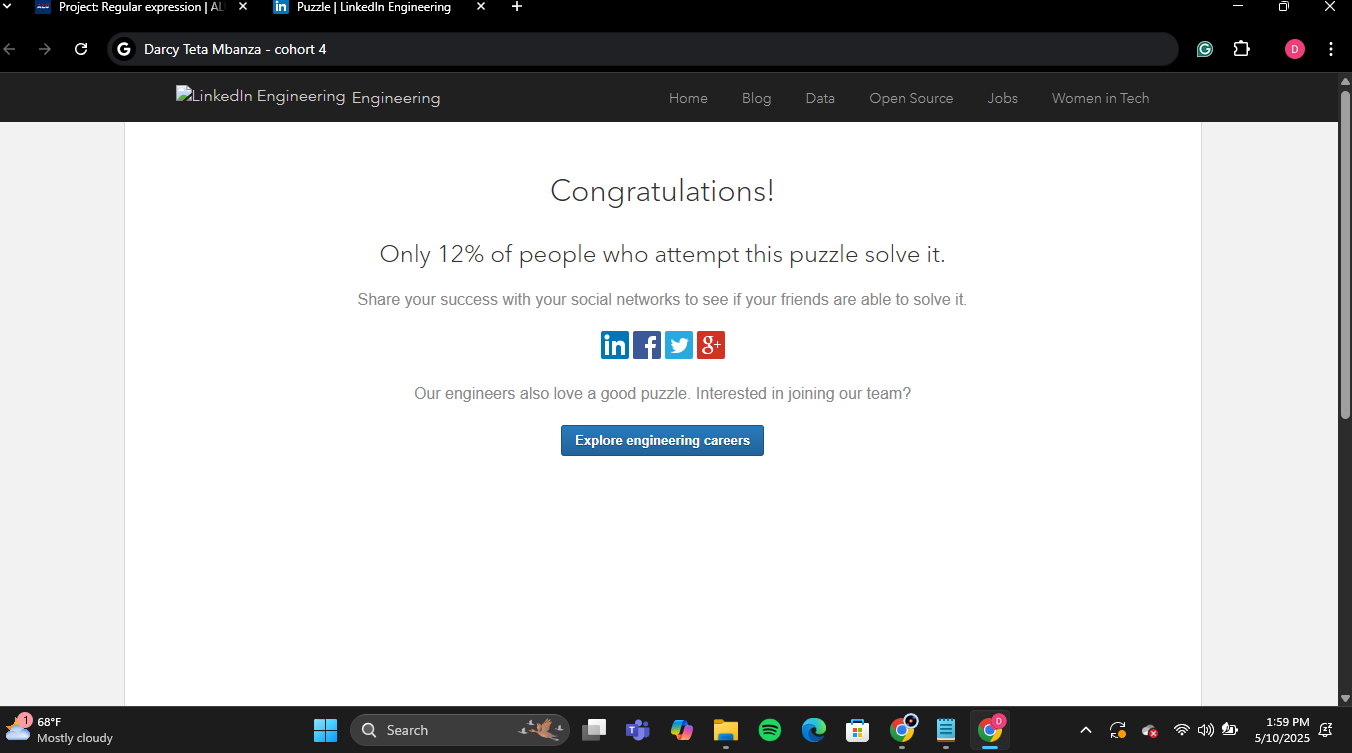 Project: Regular expression | AL
Puzzle | LinkedIn Engineering
Darcy Teta Mbanza - cohort 4
D
LinkedIn Engineering Engineering
Home Blog Data Open Source Jobs Women in Tech
Congratulations!
Only 12% of people who attempt this puzzle solve it.
Share your success with your social networks to see if your friends are able to solve it.
in f g+
Our engineers also love a good puzzle. Interested in joining our team?
Explore engineering careers
1
68°F
Mostly cloudy
Search
D
1:59 PM
5/10/2025